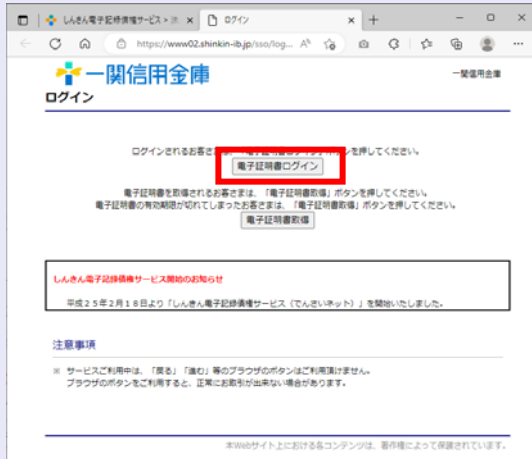 しんきん電子記録債権サービス >
ログイン
https://www02.shinkin-ib.jp/sso/log...
一関信用金庫
一関信用金庫
ログイン
ログインされるお客さまは、「電子証明書ログイン」ボタンを押してください。
電子証明書ログイン
電子証明書を取得されるお客さまは、「電子証明書取得」ボタンを押してください。
電子証明書の有効期限が切れてしまったお客さまは、「電子証明書取得」ボタンを押してください。
電子証明書取得
しんきん電子記録債権サービス開始のお知らせ
平成25年2月18日より「しんきん電子記録債権サービス（でんさいネット）」を開始いたしました。
注意事項
※ サービスご利用中は、「戻る」「進む」等のブラウザのボタンはご利用頂けません。
ブラウザのボタンをご利用すると、正常にお取引が出来ない場合があります。
本Webサイト上における各コンテンツは、著作権によって保護されています。